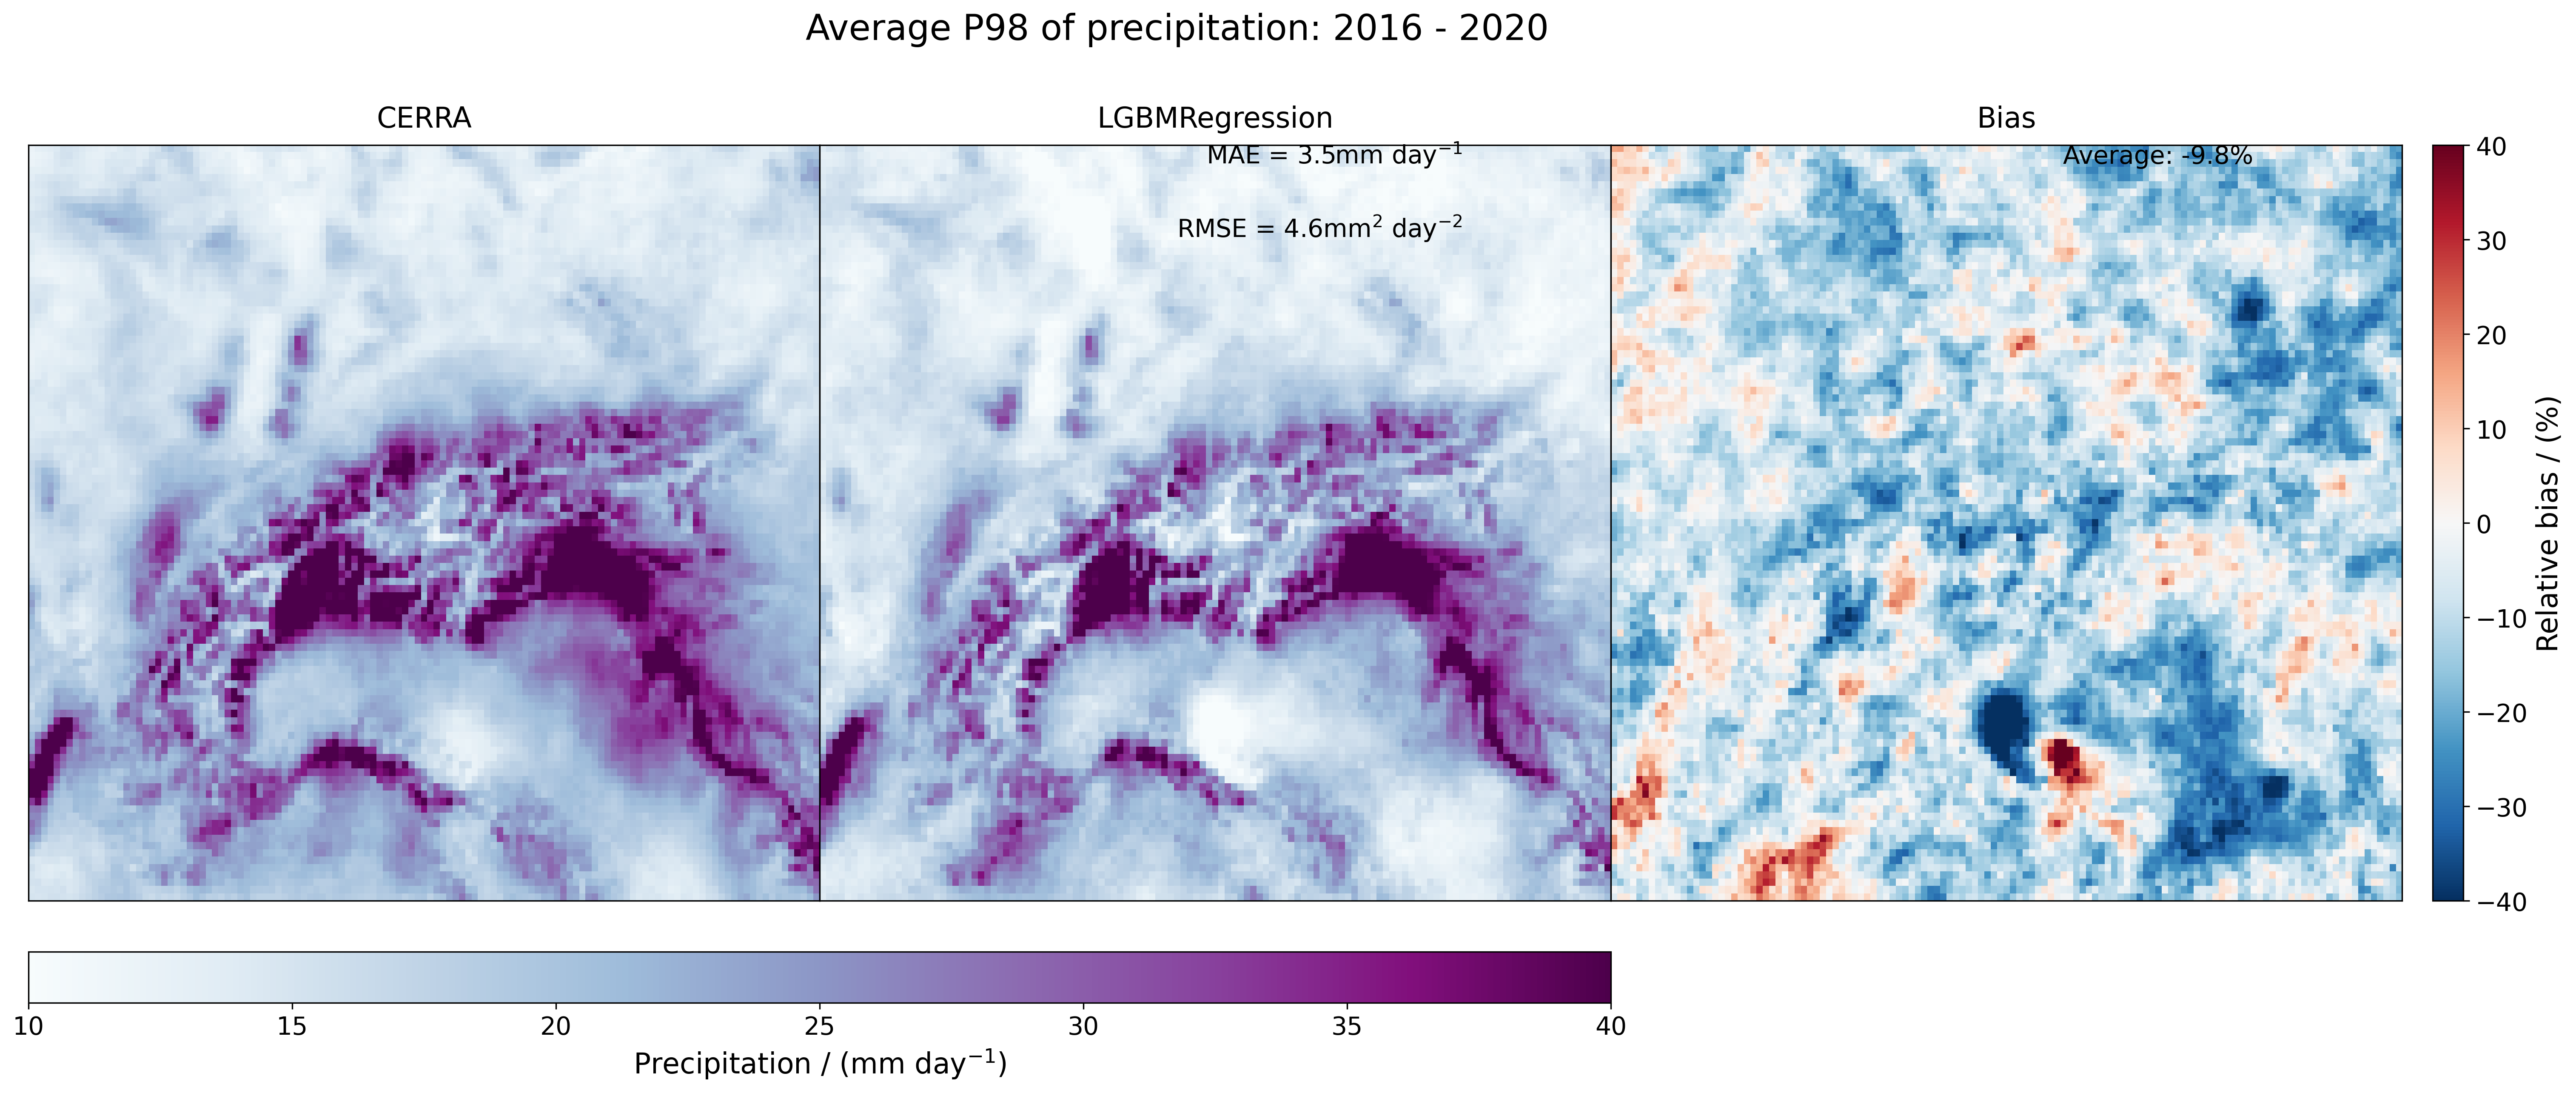 Average P98 of precipitation: 2016 - 2020
CERRA
LGBMRegression
Bias
MAE = 3.5mm day⁻¹
RMSE = 4.6mm² day⁻²
Average: -9.8%
40
30
20
10
0
−10
−20
−30
−40
Relative bias / (%)
10 15 20 25 30 35 40
Precipitation / (mm day⁻¹)